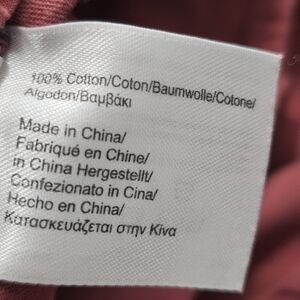 100% Cotton/Coton/Baumwolle/Cotone/
Algodon/Βαμβάκι
Made in China/
Fabriqué en Chine/
in China Hergestellt/
Confezionato in Cina/
Hecho en China/
Κατασκευάζεται στην Κίνα